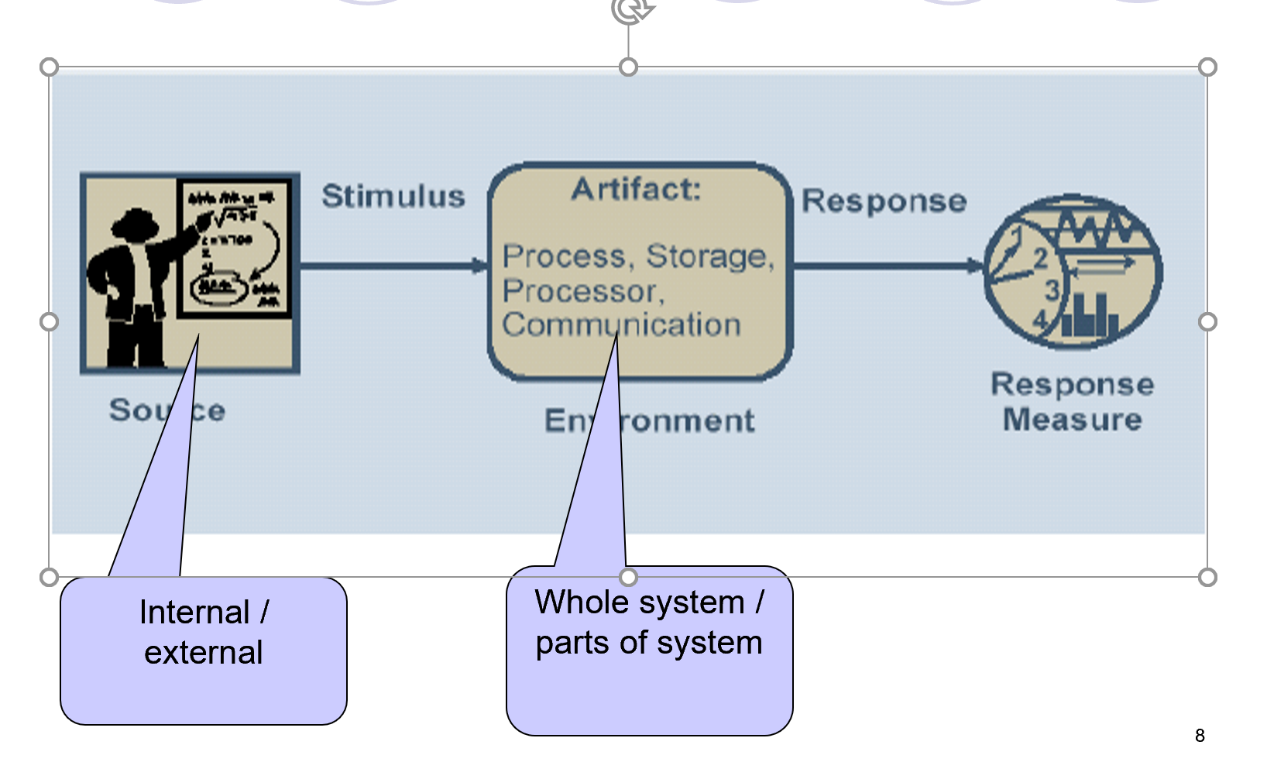 Stimulus
Artifact:
Response
Process, Storage,
Processor,
Communication
1
2
3
4
Source
Environment
Response
Measure
Internal /
external
Whole system /
parts of system
8